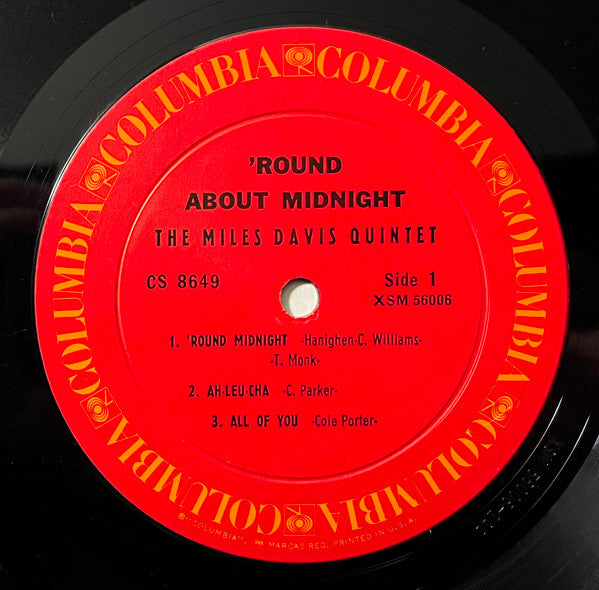 COLUMBIA COLUMBIA COLUMBIA COLUMBIA COLUMBIA COLUMBIA
'ROUND
ABOUT MIDNIGHT
THE MILES DAVIS QUINTET
CS 8649
Side 1
XSM 56006
1. 'ROUND MIDNIGHT -Hanighen-C. Williams-
-T. Monk-
2. AH-LEU-CHA -C. Parker-
3. ALL OF YOU -Cole Porter-
®"COLUMBIA", MARCAS REG. PRINTED IN U.S.A.